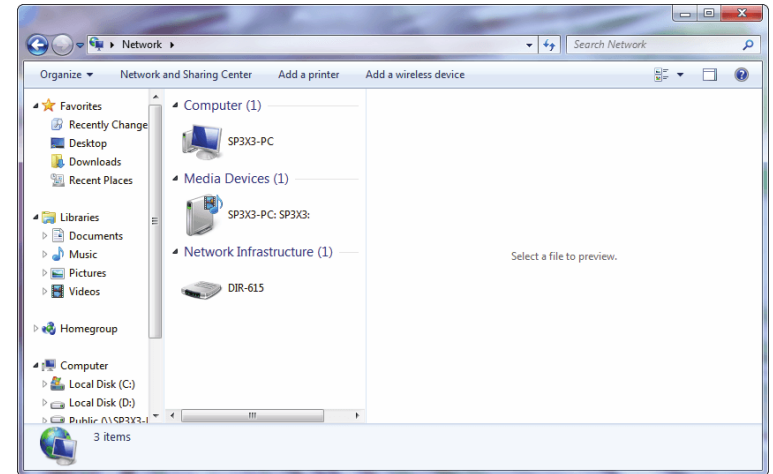 Network
Search Network
Organize Network and Sharing Center Add a printer Add a wireless device
Favorites
Recently Change
Desktop
Downloads
Recent Places
Libraries
Documents
Music
Pictures
Videos
Homegroup
Computer
Local Disk (C:)
Local Disk (D:)
Public (\\SP3X3-
Computer (1)
SP3X3-PC
Media Devices (1)
SP3X3-PC: SP3X3:
Network Infrastructure (1)
DIR-615
Select a file to preview.
3 items